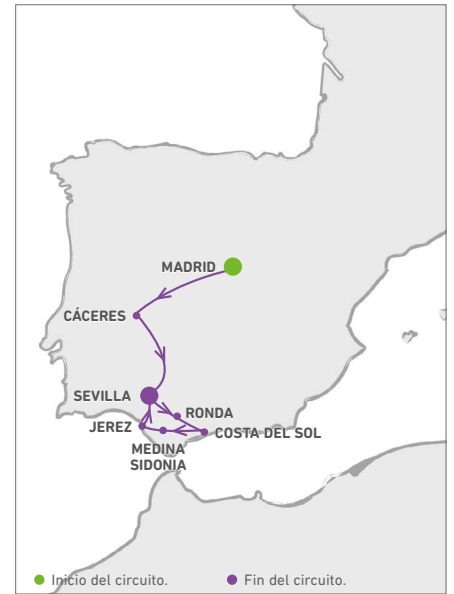 MADRID
CÁCERES
SEVILLA
RONDA
JEREZ
COSTA DEL SOL
MEDINA
SIDONIA
Inicio del circuito.
Fin del circuito.